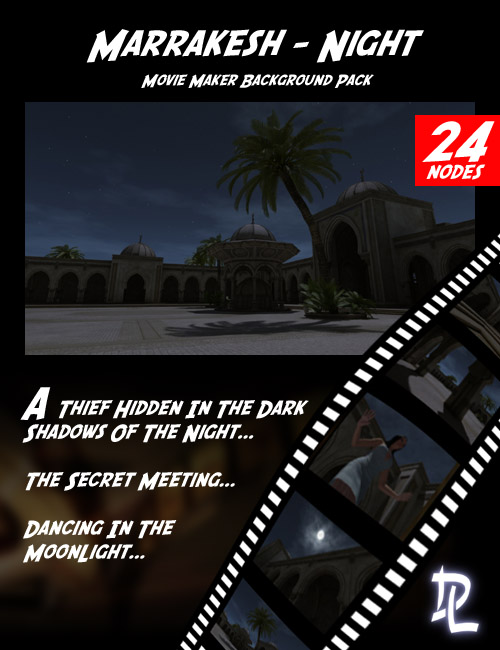 Marrakesh - Night
Movie Maker Background Pack
24
NODES
A Thief Hidden In The Dark
Shadows Of The Night...
The Secret Meeting...
Dancing In The
MoonLight...
DL